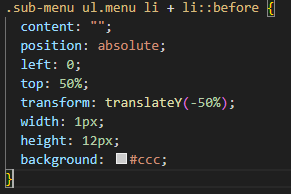 .sub-menu ul.menu li + li::before {
content: "";
position: absolute;
left: 0;
top: 50%;
transform: translateY(-50%);
width: 1px;
height: 12px;
background: #ccc;
}